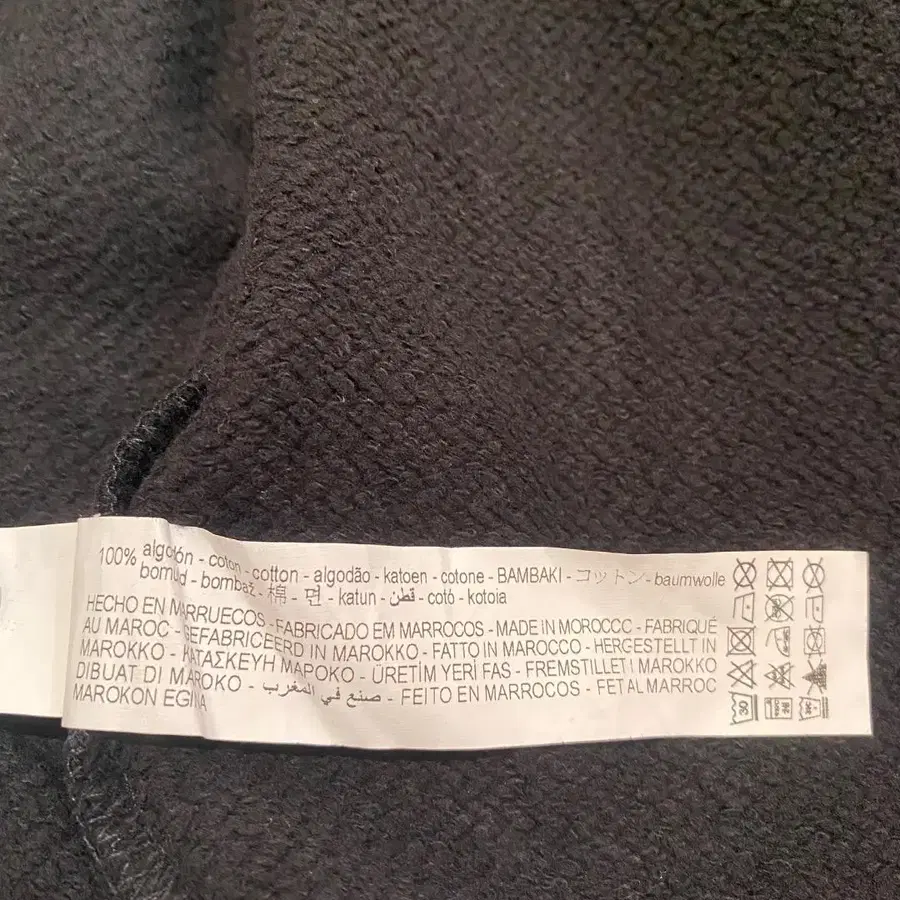 100% algodón - coton - cotton - algodão - katoen - cotone - BAMBAKI - コットン - baumwolle
bomuld - bombaž - 棉 - 면 - katun - قطن - cotó - kotoia
HECHO EN MARRUECOS - FABRICADO EM MARROCOS - MADE IN MOROCCO - FABRIQUÉ
AU MAROC - GEFABRICEERD IN MAROKKO - FATTO IN MAROCCO - HERGESTELLT IN
MAROKKO - ΚΑΤΑΣΚΕΥΗ ΜΑΡΟΚΟ - ÜRETİM YERİ FAS - FREMSTILLET I MAROKKO
DIBUAT DI MAROKO - صنع في المغرب - FEITO EN MARROCOS - FET AL MARROC
MAROKON EGINA
30